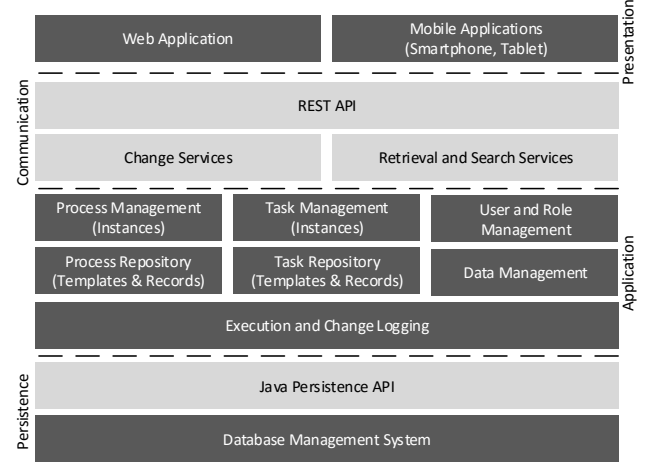 Web Application
Mobile Applications
(Smartphone, Tablet)
Presentation
REST API
Change Services
Retrieval and Search Services
Communication
Process Management
(Instances)
Task Management
(Instances)
User and Role
Management
Process Repository
(Templates & Records)
Task Repository
(Templates & Records)
Data Management
Execution and Change Logging
Application
Java Persistence API
Database Management System
Persistence